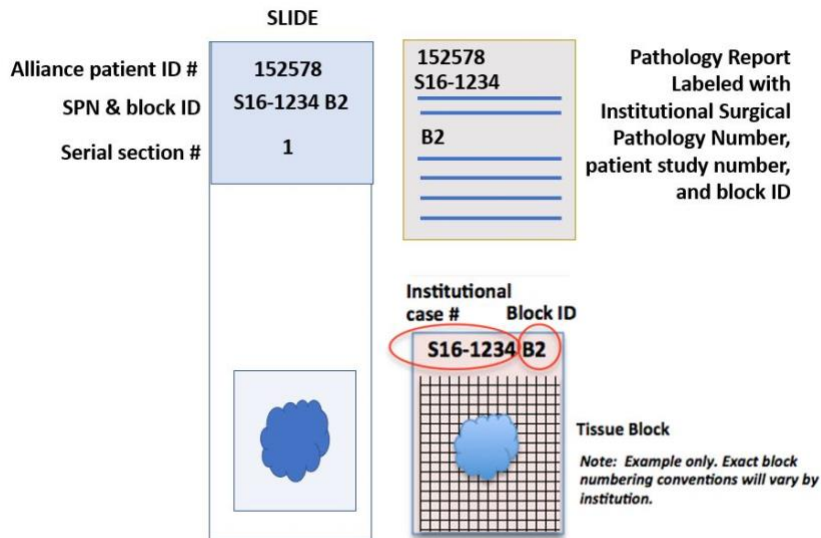 SLIDE
Alliance patient ID #
152578
SPN & block ID
S16-1234 B2
Serial section #
1
152578
S16-1234
B2
Pathology Report
Labeled with
Institutional Surgical
Pathology Number,
patient study number,
and block ID
Institutional
case #
Block ID
S16-1234 B2
Tissue Block
Note: Example only. Exact block
numbering conventions will vary by
institution.